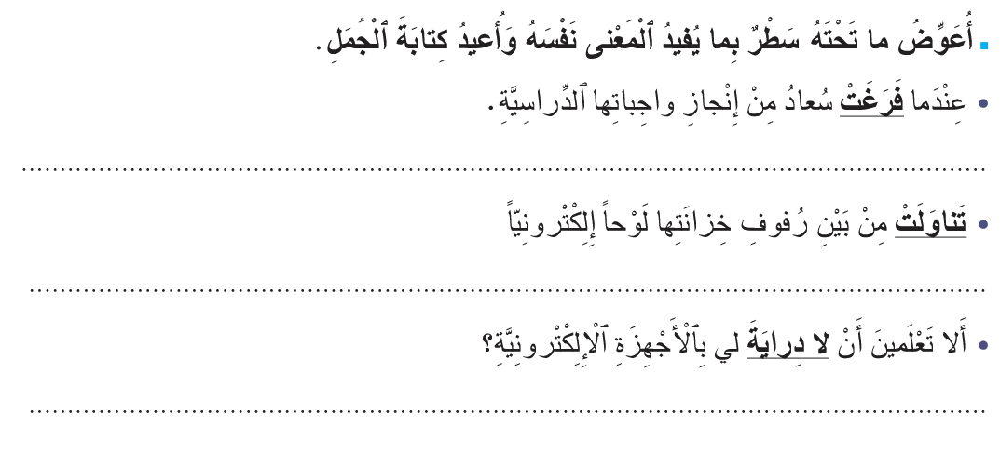 ▪ أُعَوِّضُ ما تَحْتَهُ سَطْرٌ بِما يُفيدُ ٱلْمَعْنى نَفْسَهُ وَأُعيدُ كِتابَةَ ٱلْجُمَلِ.
• عِنْدَما فَرَغَتْ سُعادُ مِنْ إِنْجازِ واجِباتِها ٱلدِّراسِيَّةِ.
• تَناوَلَتْ مِنْ بَيْنِ رُفوفِ خِزانَتِها لَوْحاً إِلِكْتْرونِيّاً
• أَلا تَعْلَمينَ أَنْ لا دِرايَةَ لي بِٱلْأَجْهِزَةِ ٱلْإِلِكْتْرونِيَّةِ؟